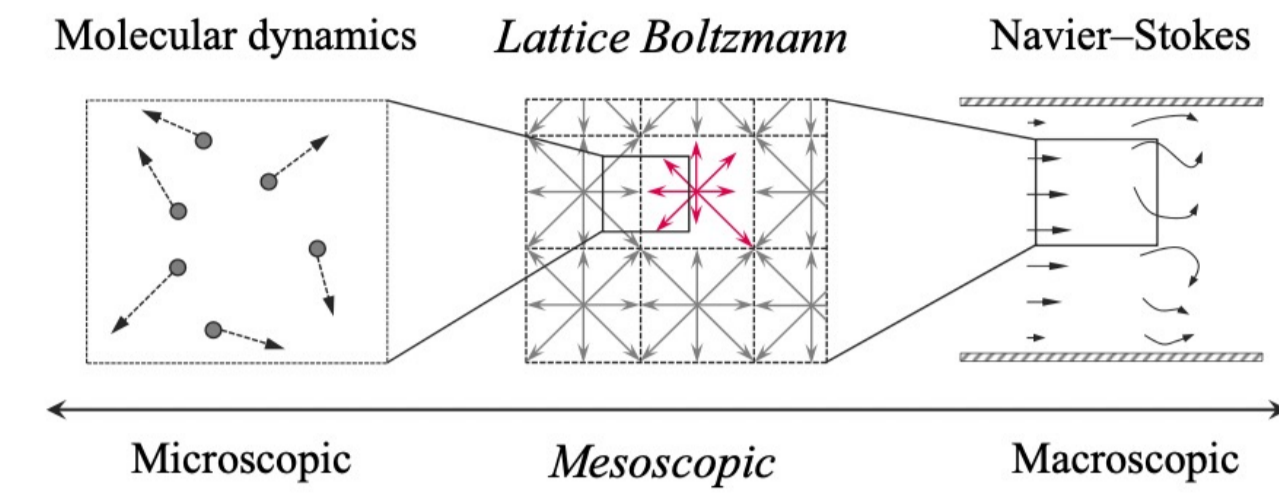 Molecular dynamics
Lattice Boltzmann
Navier–Stokes
Microscopic
Mesoscopic
Macroscopic